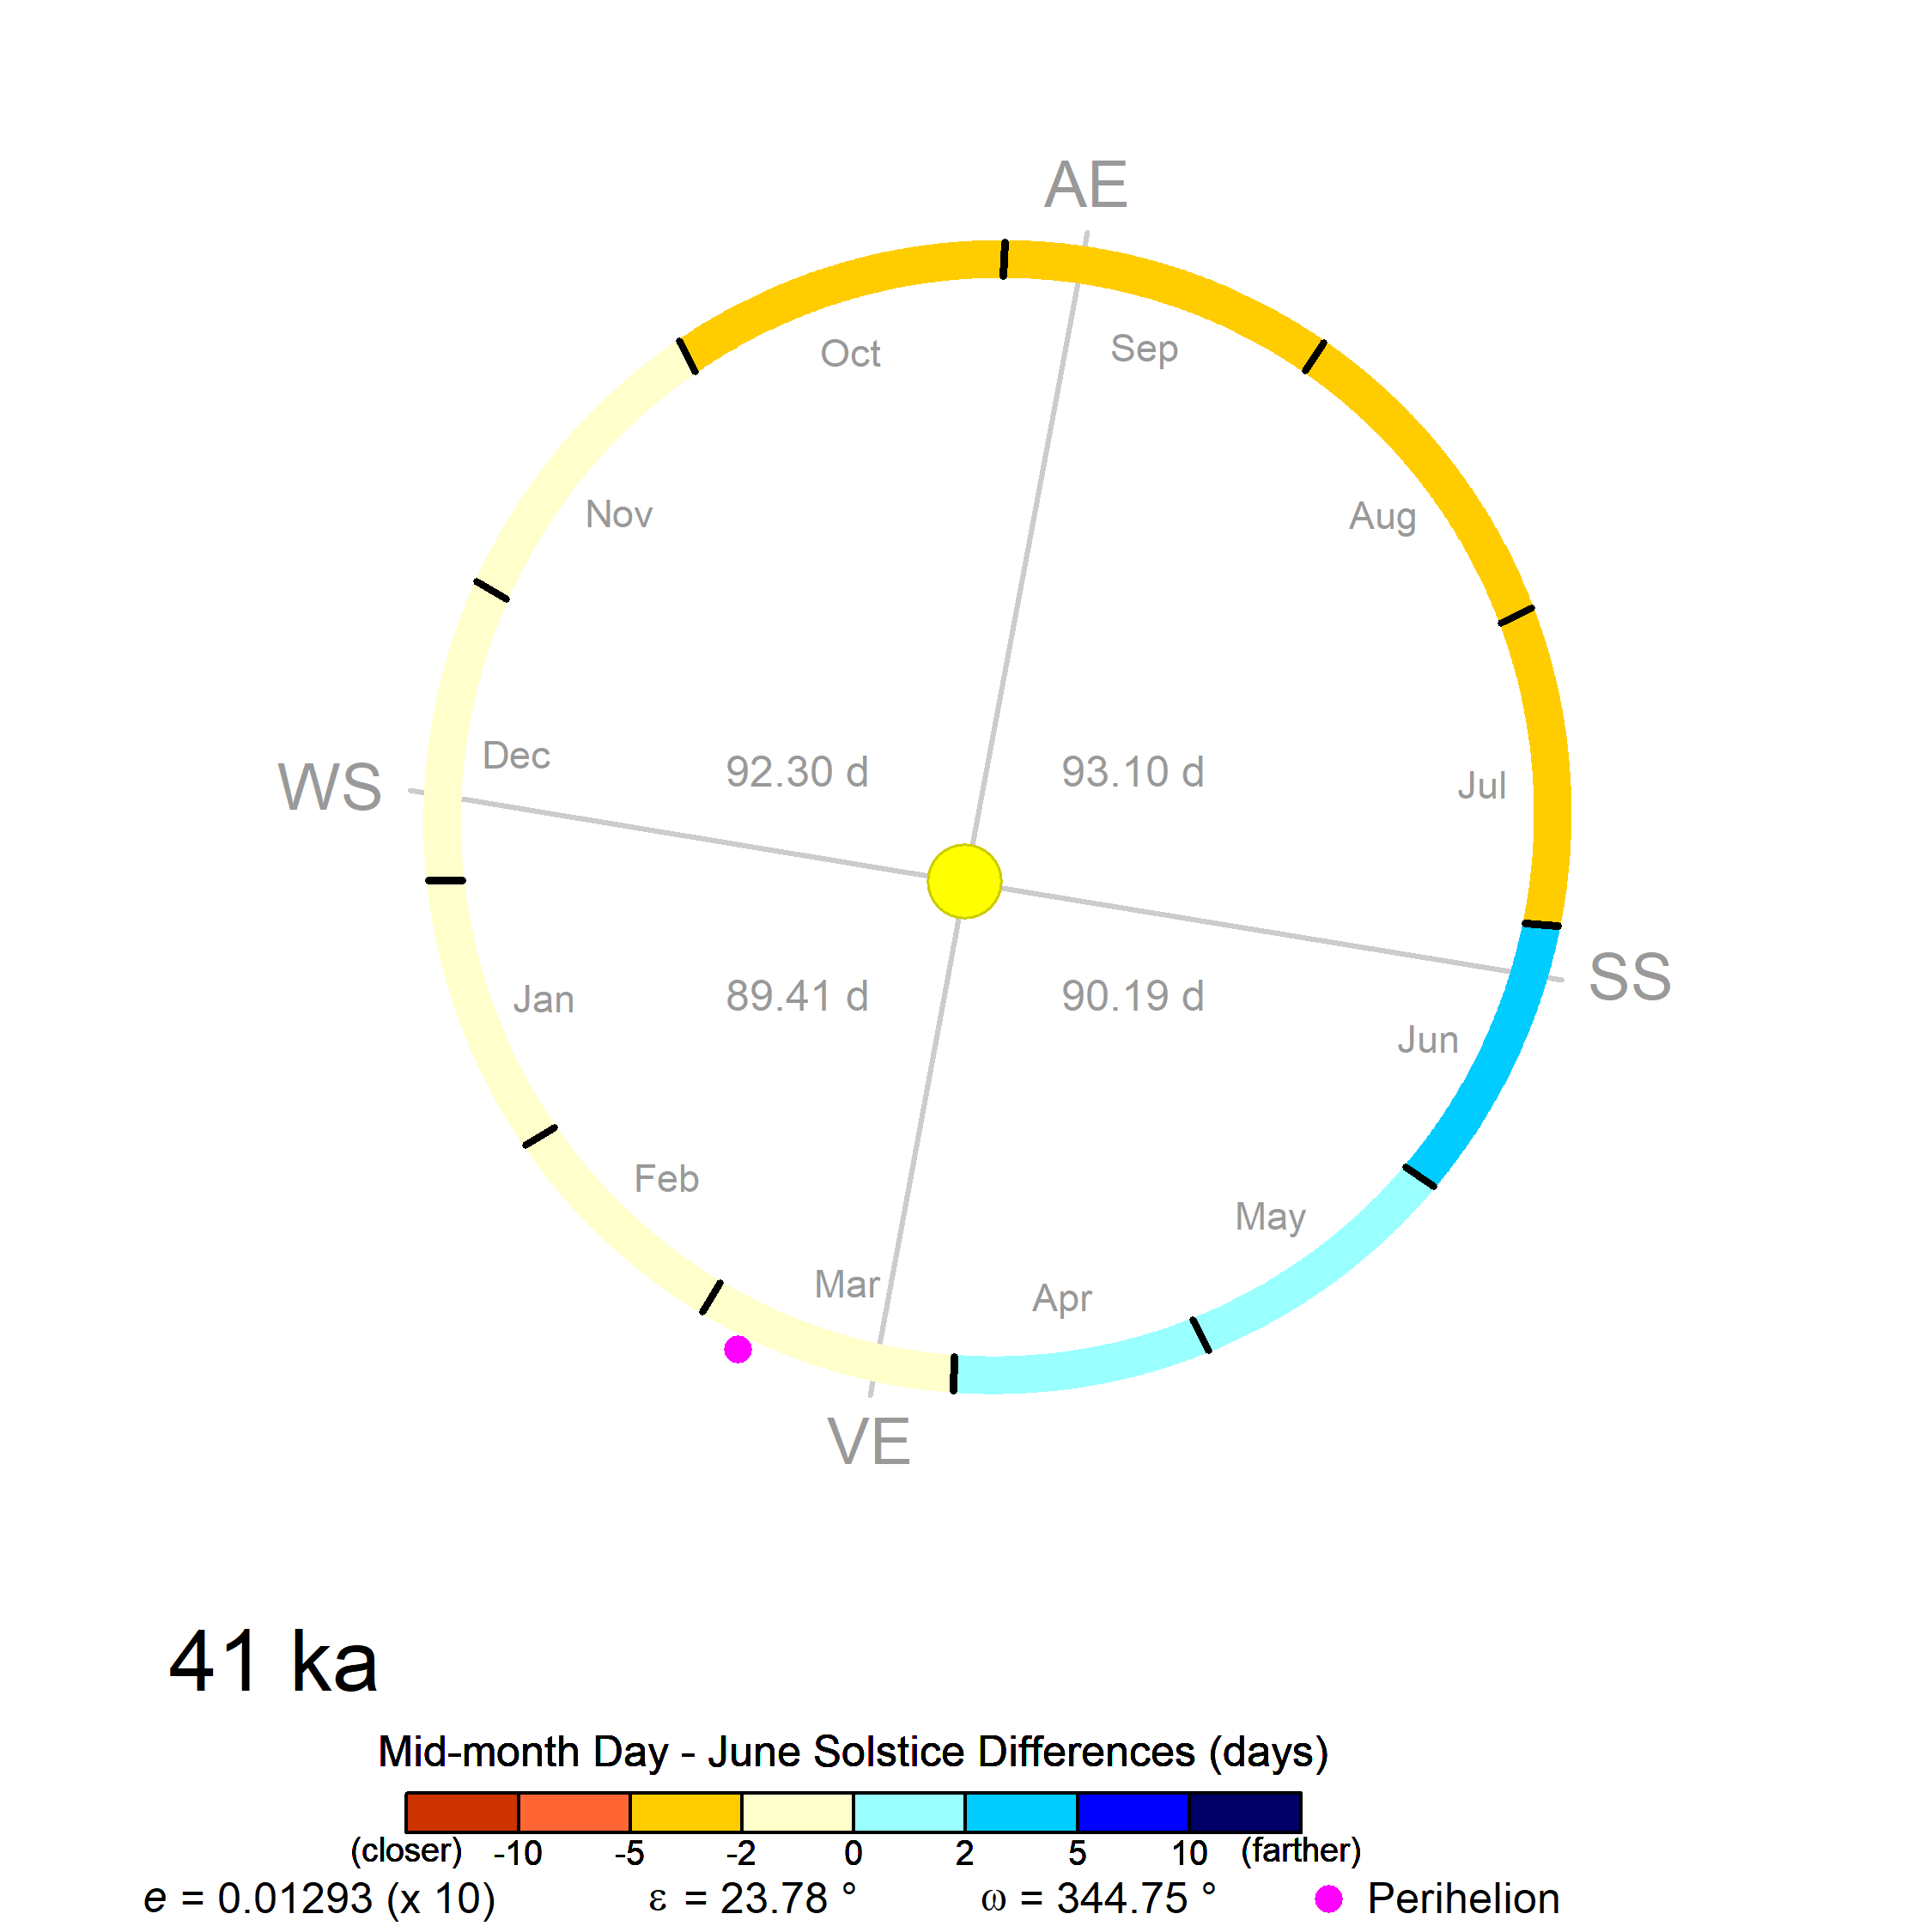 AE
Oct
Sep
Nov
Aug
WS
Dec
92.30 d
93.10 d
Jul
SS
Jan
89.41 d
90.19 d
Jun
Feb
May
Mar
Apr
VE
41 ka
Mid-month Day - June Solstice Differences (days)
(closer) -10 -5 -2 0 2 5 10 (farther)
e = 0.01293 (x 10) ε = 23.78 ° ω = 344.75 ° Perihelion